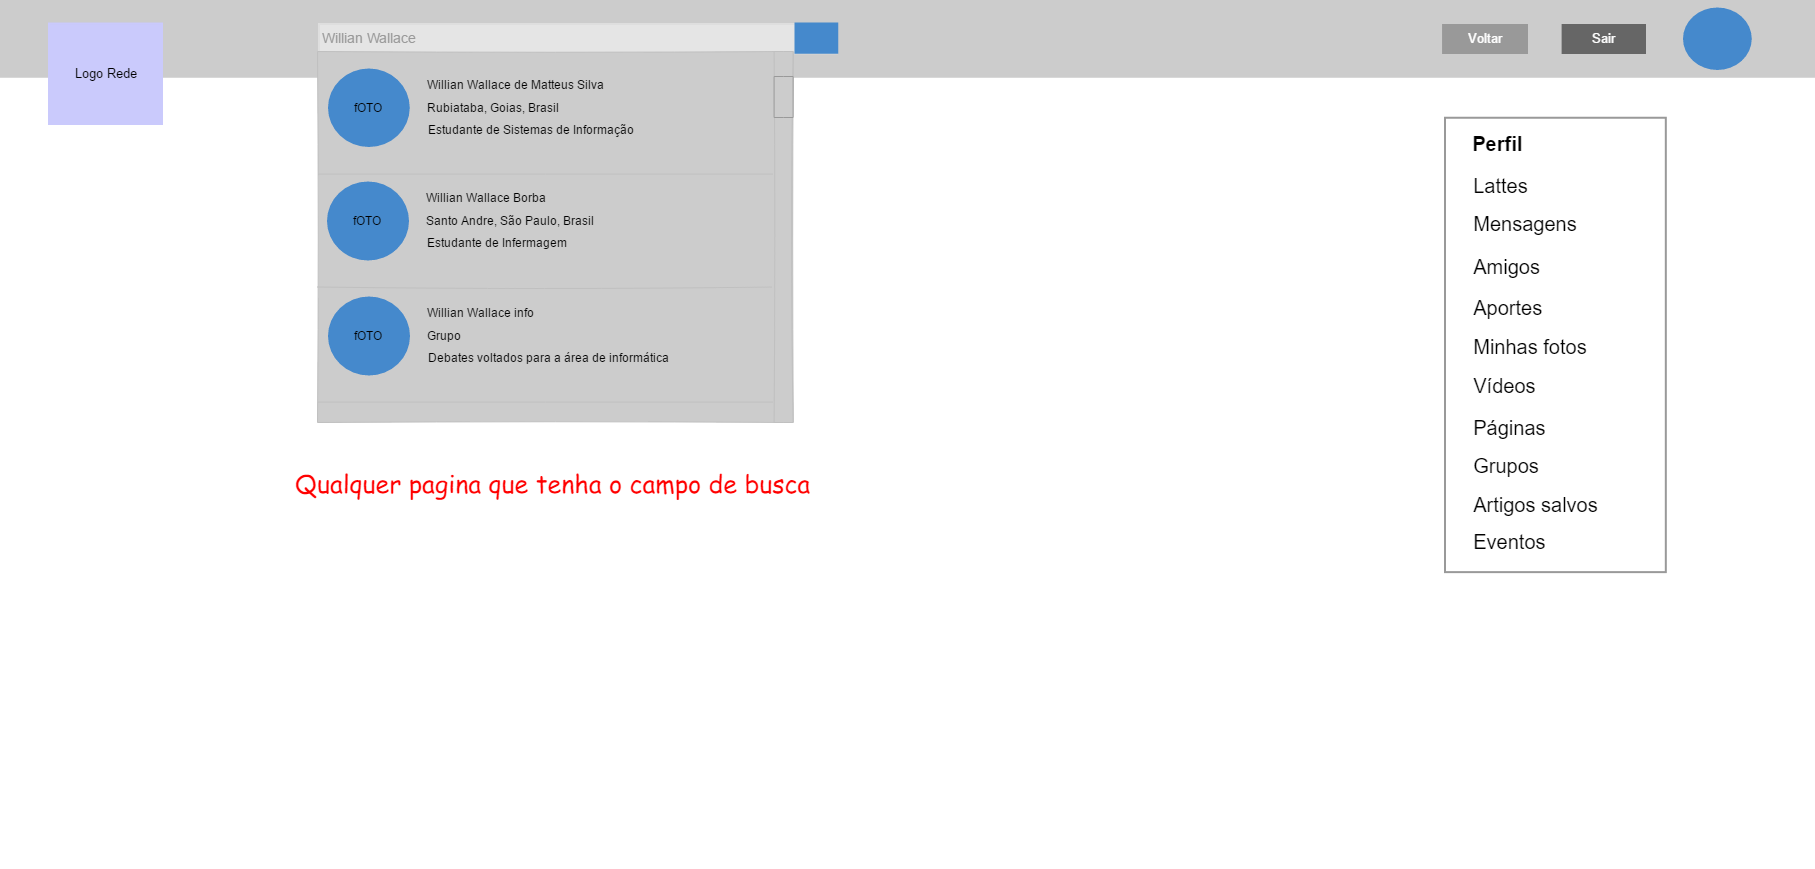 Logo Rede
Willian Wallace
Voltar
Sair
fOTO
Willian Wallace de Matteus Silva
Rubiataba, Goias, Brasil
Estudante de Sistemas de Informação
fOTO
Willian Wallace Borba
Santo Andre, São Paulo, Brasil
Estudante de Infermagem
fOTO
Willian Wallace info
Grupo
Debates voltados para a área de informática
Qualquer pagina que tenha o campo de busca
Perfil
Lattes
Mensagens
Amigos
Aportes
Minhas fotos
Vídeos
Páginas
Grupos
Artigos salvos
Eventos